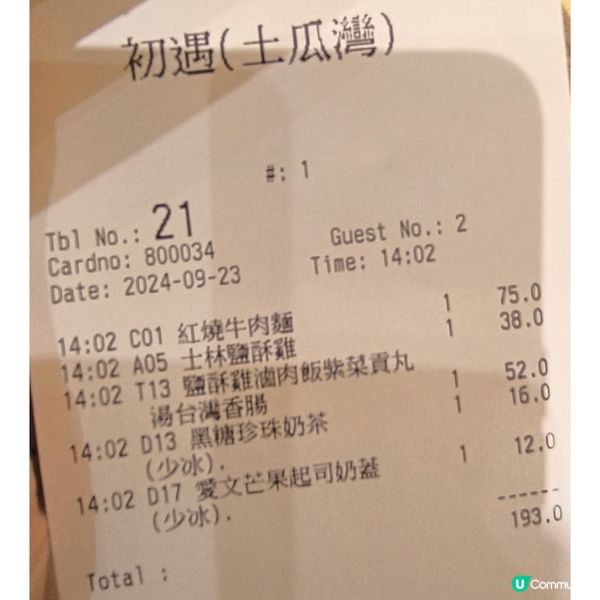 初遇(土瓜灣)
#: 1
Tbl No.: 21 Guest No.: 2
Cardno: 800034
Date: 2024-09-23 Time: 14:02
14:02 C01 紅燒牛肉麵 1 75.0
14:02 A05 士林鹽酥雞 1 38.0
14:02 T13 鹽酥雞滷肉飯紫菜貢丸
湯台灣香腸 1 52.0
14:02 D13 黑糖珍珠奶茶 1 16.0
(少冰).
14:02 D17 愛文芒果起司奶蓋 1 12.0
(少冰).
------
193.0
Total :
U Commu